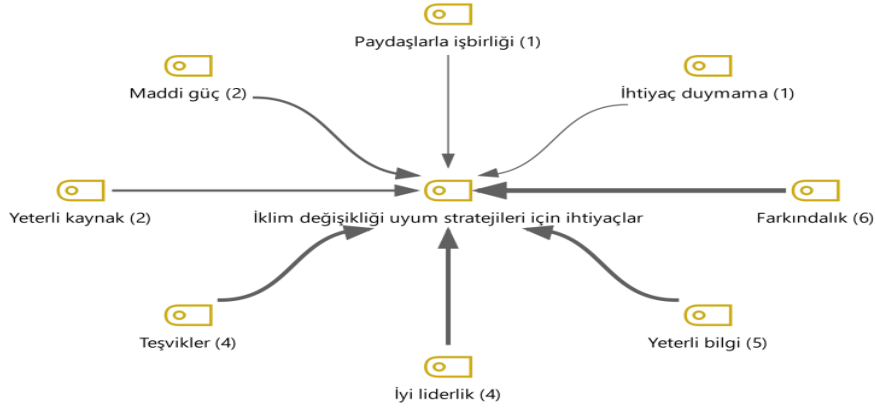 Paydaşlarla işbirliği (1)
Maddi güç (2)
İhtiyaç duymama (1)
Yeterli kaynak (2)
İklim değişikliği uyum stratejileri için ihtiyaçlar
Farkındalık (6)
Teşvikler (4)
Yeterli bilgi (5)
İyi liderlik (4)